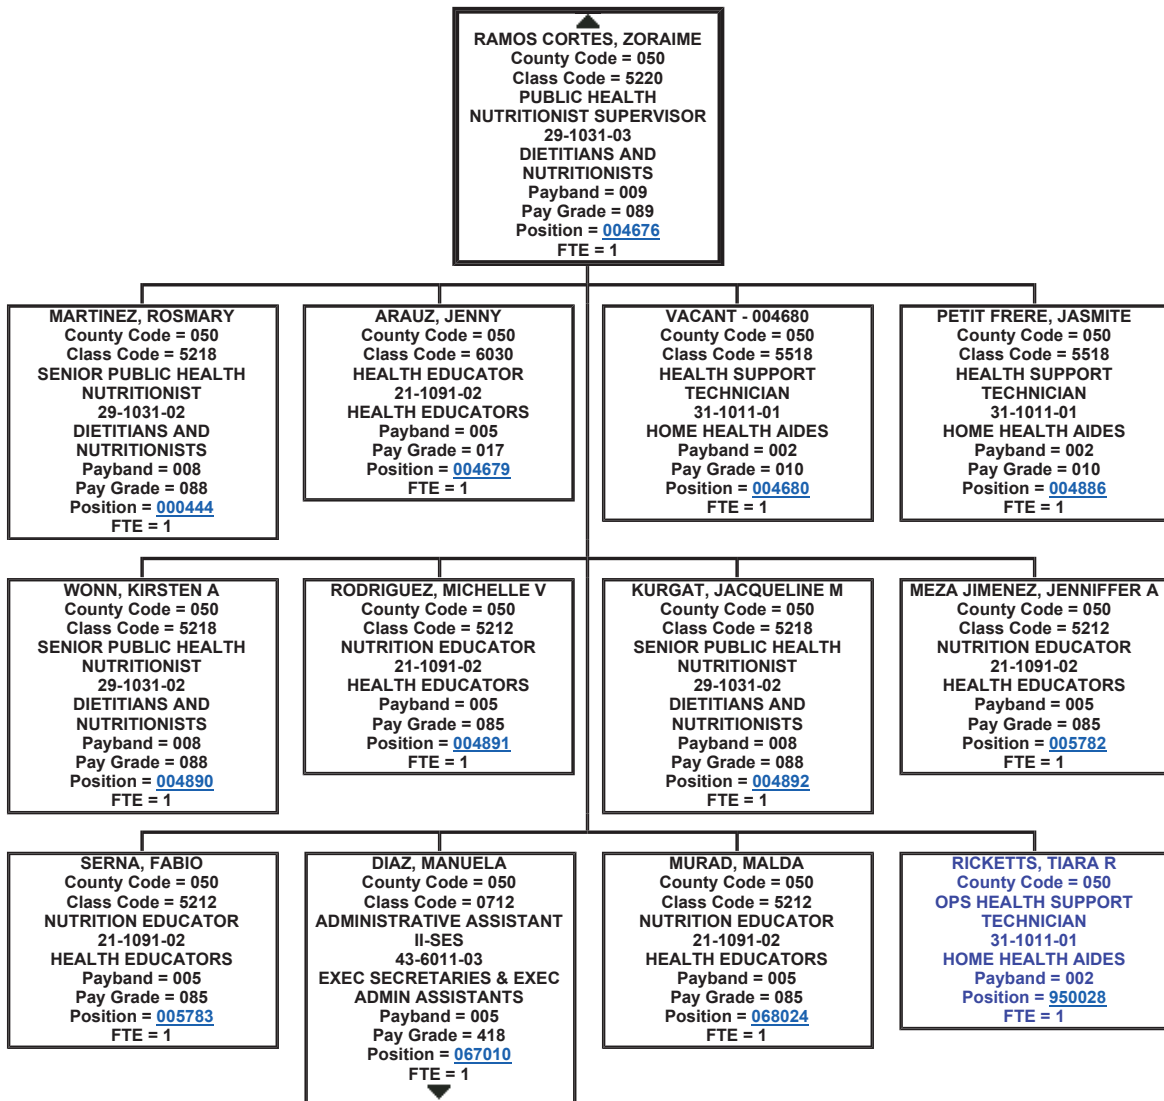 RAMOS CORTES, ZORAIME
County Code = 050
Class Code = 5220
PUBLIC HEALTH
NUTRITIONIST SUPERVISOR
29-1031-03
DIETITIANS AND
NUTRITIONISTS
Payband = 009
Pay Grade = 089
Position = 004676
FTE = 1
MARTINEZ, ROSMARY
County Code = 050
Class Code = 5218
SENIOR PUBLIC HEALTH
NUTRITIONIST
29-1031-02
DIETITIANS AND
NUTRITIONISTS
Payband = 008
Pay Grade = 088
Position = 000444
FTE = 1
ARAUZ, JENNY
County Code = 050
Class Code = 6030
HEALTH EDUCATOR
21-1091-02
HEALTH EDUCATORS
Payband = 005
Pay Grade = 017
Position = 004679
FTE = 1
VACANT - 004680
County Code = 050
Class Code = 5518
HEALTH SUPPORT
TECHNICIAN
31-1011-01
HOME HEALTH AIDES
Payband = 002
Pay Grade = 010
Position = 004680
FTE = 1
PETIT FRERE, JASMITE
County Code = 050
Class Code = 5518
HEALTH SUPPORT
TECHNICIAN
31-1011-01
HOME HEALTH AIDES
Payband = 002
Pay Grade = 010
Position = 004886
FTE = 1
WONN, KIRSTEN A
County Code = 050
Class Code = 5218
SENIOR PUBLIC HEALTH
NUTRITIONIST
29-1031-02
DIETITIANS AND
NUTRITIONISTS
Payband = 008
Pay Grade = 088
Position = 004890
FTE = 1
RODRIGUEZ, MICHELLE V
County Code = 050
Class Code = 5212
NUTRITION EDUCATOR
21-1091-02
HEALTH EDUCATORS
Payband = 005
Pay Grade = 085
Position = 004891
FTE = 1
KURGAT, JACQUELINE M
County Code = 050
Class Code = 5218
SENIOR PUBLIC HEALTH
NUTRITIONIST
29-1031-02
DIETITIANS AND
NUTRITIONISTS
Payband = 008
Pay Grade = 088
Position = 004892
FTE = 1
MEZA JIMENEZ, JENNIFFER A
County Code = 050
Class Code = 5212
NUTRITION EDUCATOR
21-1091-02
HEALTH EDUCATORS
Payband = 005
Pay Grade = 085
Position = 005782
FTE = 1
SERNA, FABIO
County Code = 050
Class Code = 5212
NUTRITION EDUCATOR
21-1091-02
HEALTH EDUCATORS
Payband = 005
Pay Grade = 085
Position = 005783
FTE = 1
DIAZ, MANUELA
County Code = 050
Class Code = 0712
ADMINISTRATIVE ASSISTANT
II-SES
43-6011-03
EXEC SECRETARIES & EXEC
ADMIN ASSISTANTS
Payband = 005
Pay Grade = 418
Position = 067010
FTE = 1
MURAD, MALDA
County Code = 050
Class Code = 5212
NUTRITION EDUCATOR
21-1091-02
HEALTH EDUCATORS
Payband = 005
Pay Grade = 085
Position = 068024
FTE = 1
RICKETTS, TIARA R
County Code = 050
OPS HEALTH SUPPORT
TECHNICIAN
31-1011-01
HOME HEALTH AIDES
Payband = 002
Position = 950028
FTE = 1